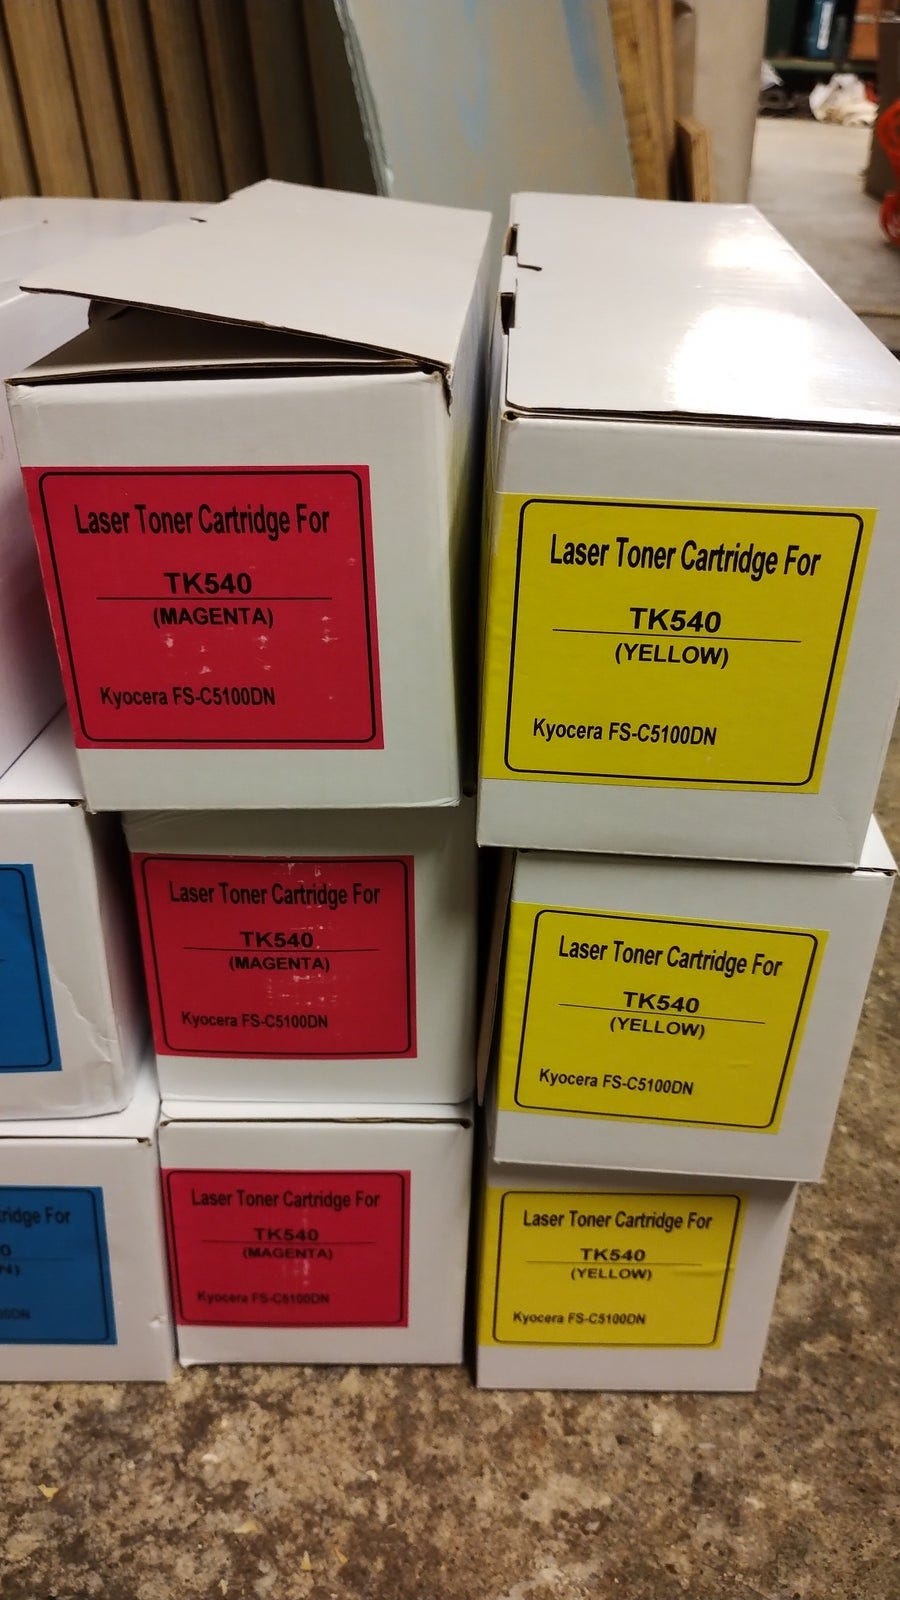 Laser Toner Cartridge For
TK540
(MAGENTA)
Kyocera FS-C5100DN
Laser Toner Cartridge For
TK540
(YELLOW)
Kyocera FS-C5100DN
Laser Toner Cartridge For
TK540
(MAGENTA)
Kyocera FS-C5100DN
Laser Toner Cartridge For
TK540
(YELLOW)
Kyocera FS-C5100DN
For
Laser Toner Cartridge For
TK540
(MAGENTA)
Kyocera FS-C5100DN
Laser Toner Cartridge For
TK540
(YELLOW)
Kyocera FS-C5100DN